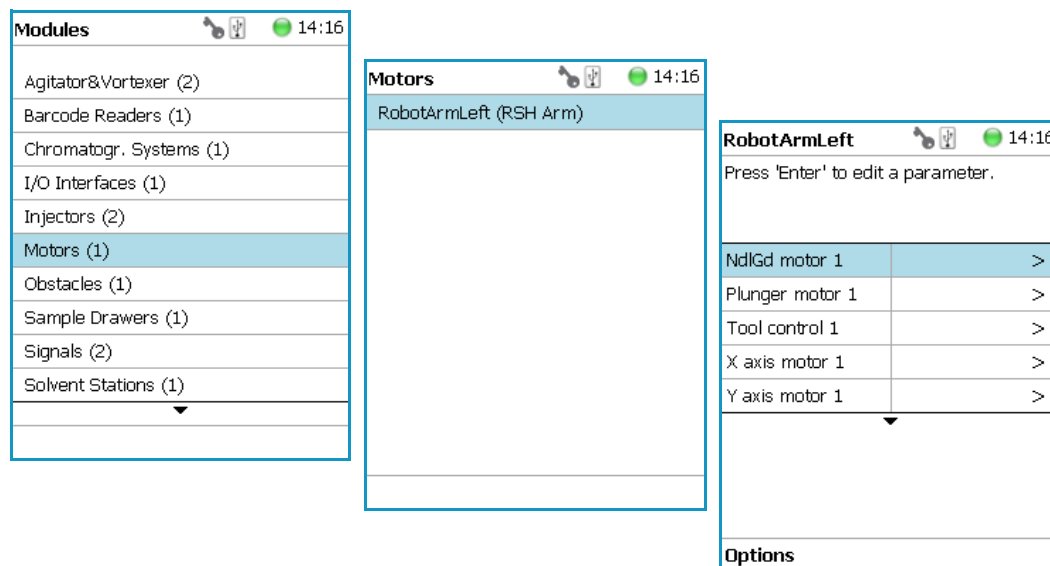 Modules 14:16
Agitator&Vortexer (2)
Barcode Readers (1)
Chromatogr. Systems (1)
I/O Interfaces (1)
Injectors (2)
Motors (1)
Obstacles (1)
Sample Drawers (1)
Signals (2)
Solvent Stations (1)
Motors 14:16
RobotArmLeft (RSH Arm)
RobotArmLeft 14:16
Press 'Enter' to edit a parameter.
NdlGd motor 1 >
Plunger motor 1 >
Tool control 1 >
X axis motor 1 >
Y axis motor 1 >
Options